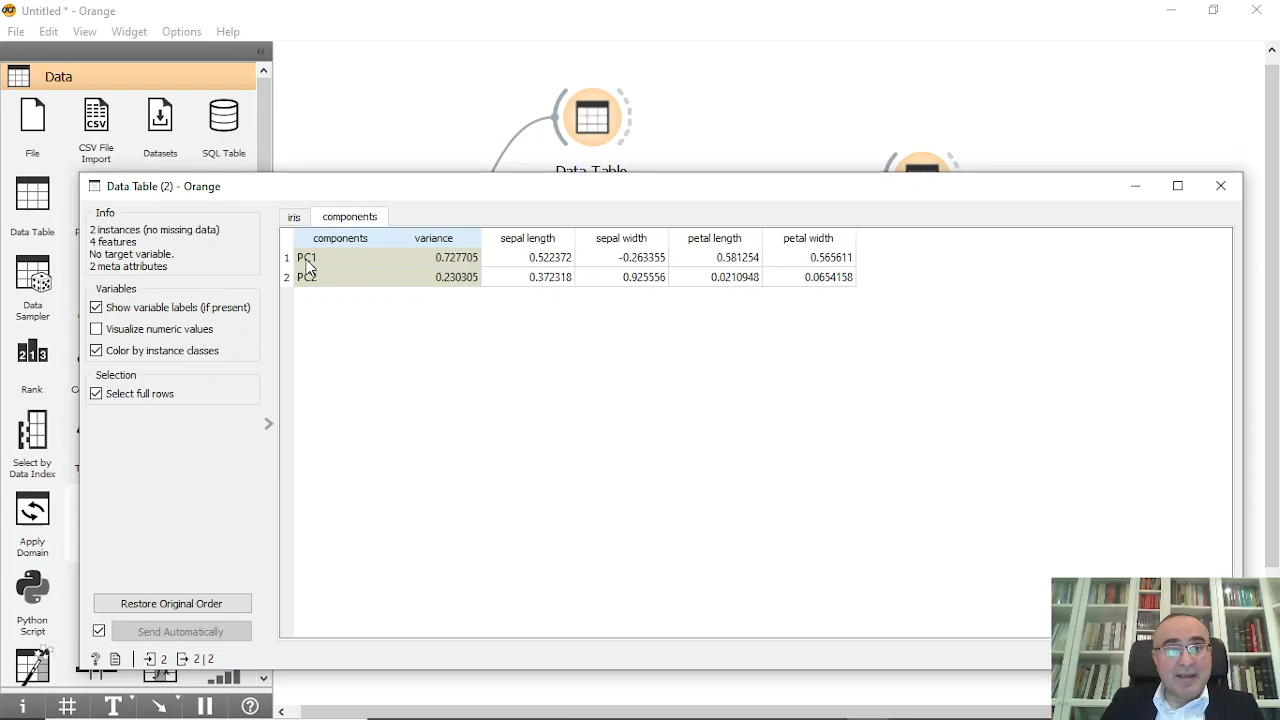 Untitled * - Orange
File Edit View Widget Options Help
Data
File CSV File Import Datasets SQL Table
Data Table
Data Table
Data Table (2) - Orange
Info
2 instances (no missing data)
4 features
No target variable.
2 meta attributes
Variables
Show variable labels (if present)
Visualize numeric values
Color by instance classes
Selection
Select full rows
iris components
components variance sepal length sepal width petal length petal width
1 PC1 0.727705 0.522372 -0.263355 0.581254 0.565611
2 PC2 0.230305 0.372318 0.925556 0.0210948 0.0654158
Data Sampler
Rank
Select by Data Index
Apply Domain
Python Script
Restore Original Order
Send Automatically
2 2 | 2